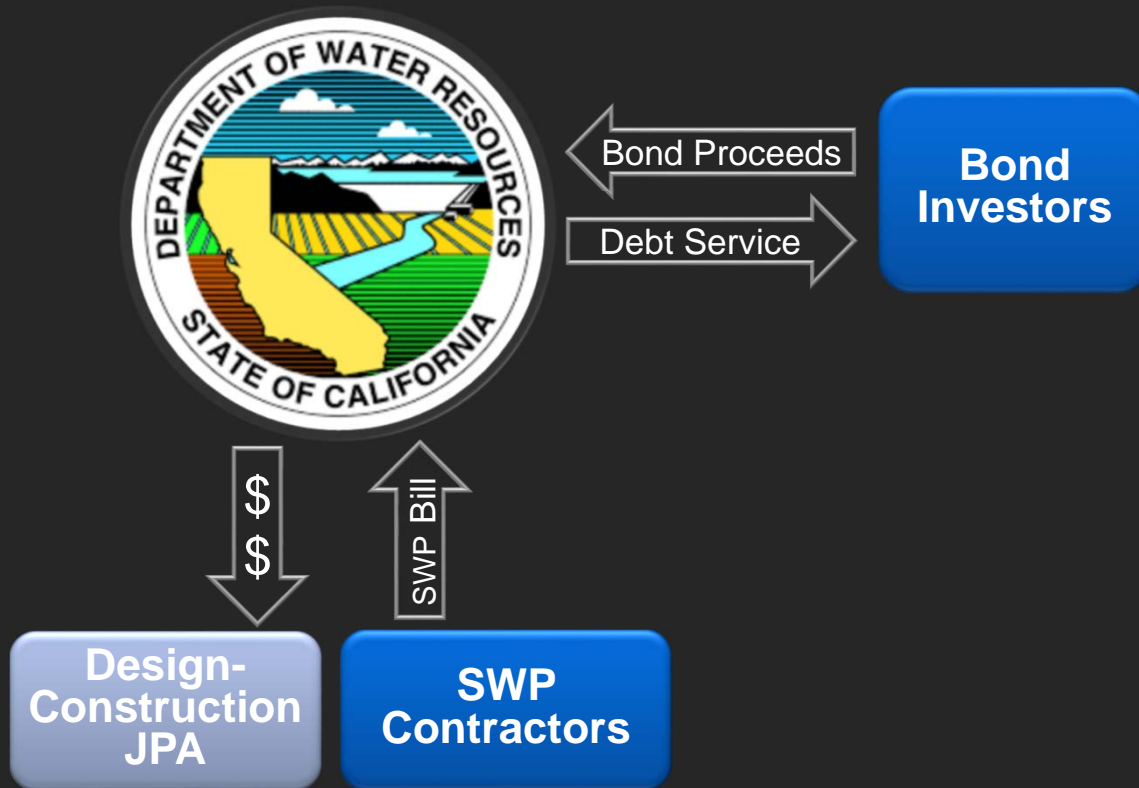 DEPARTMENT OF WATER RESOURCES
STATE OF CALIFORNIA
Bond Proceeds
Debt Service
Bond
Investors
$
$
SWP Bill
Design-
Construction
JPA
SWP
Contractors